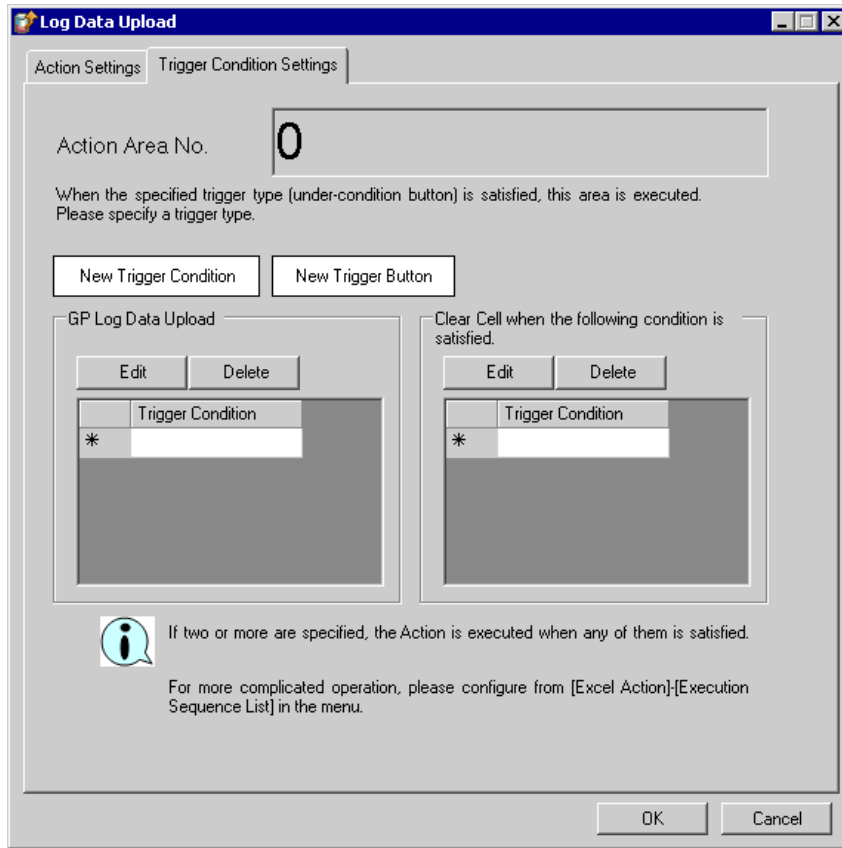 Log Data Upload
Action Settings
Trigger Condition Settings
Action Area No.
0
When the specified trigger type (under-condition button) is satisfied, this area is executed.
Please specify a trigger type.
New Trigger Condition
New Trigger Button
GP Log Data Upload
Edit
Delete
Trigger Condition
Clear Cell when the following condition is
satisfied.
Edit
Delete
Trigger Condition
If two or more are specified, the Action is executed when any of them is satisfied.
For more complicated operation, please configure from [Excel Action]-[Execution
Sequence List] in the menu.
OK
Cancel